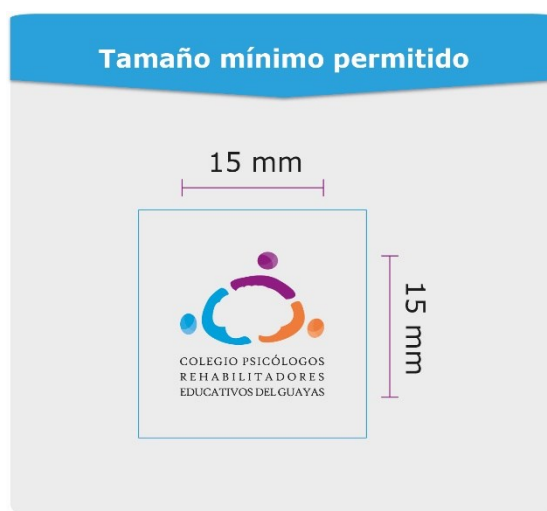 Tamaño mínimo permitido
15 mm
15 mm
COLEGIO PSICÓLOGOS
REHABILITADORES
EDUCATIVOS DEL GUAYAS